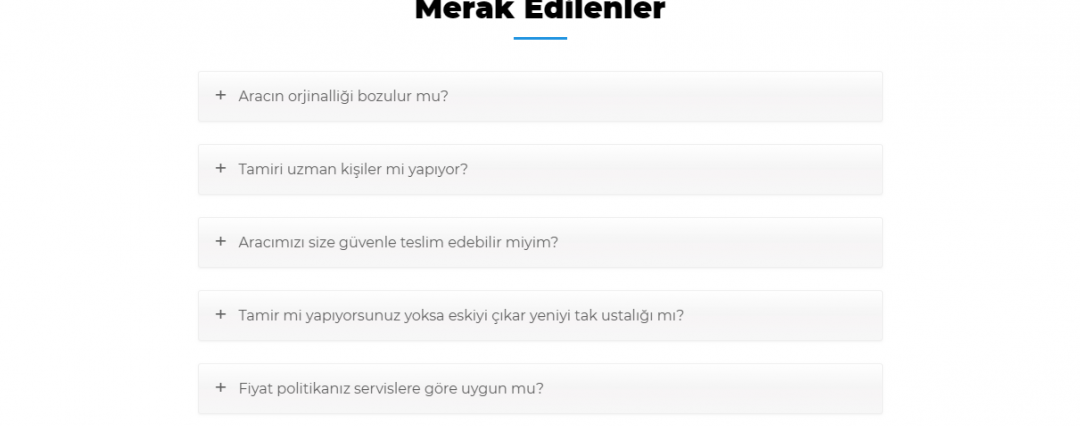 Merak Edilenler
+ Aracın orjinalliği bozulur mu?
+ Tamiri uzman kişiler mi yapıyor?
+ Aracımızı size güvenle teslim edebilir miyim?
+ Tamir mi yapıyorsunuz yoksa eskiyi çıkar yeniyi tak ustalığı mı?
+ Fiyat politikanız servislere göre uygun mu?